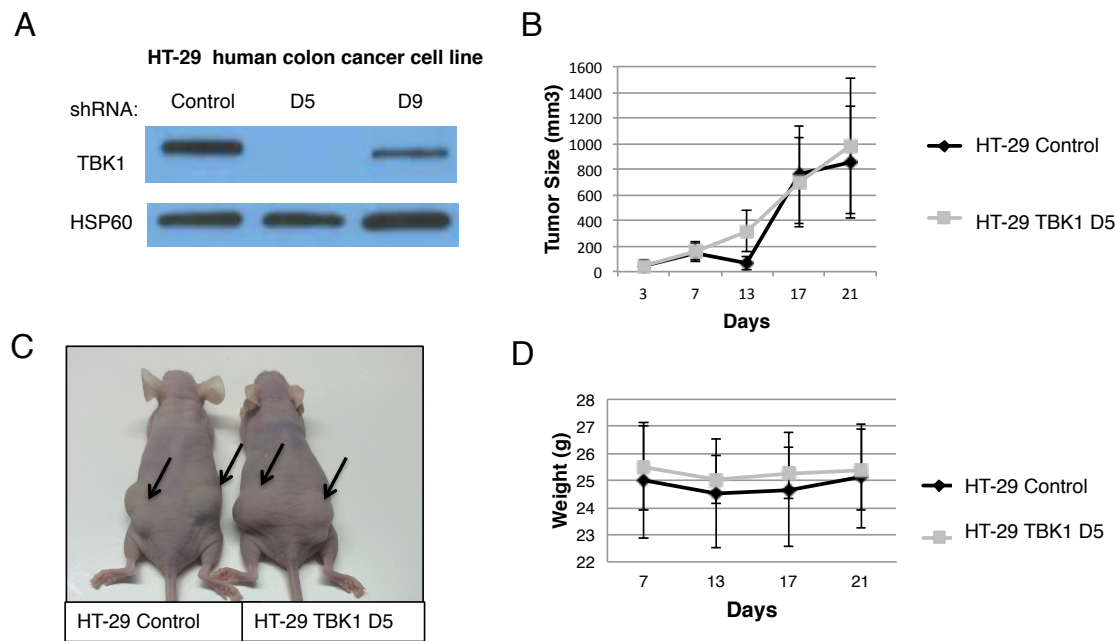 A
HT-29 human colon cancer cell line
shRNA: Control D5 D9
TBK1
HSP60
B
Tumor Size (mm3)
1600
1400
1200
1000
800
600
400
200
0
3 7 13 17 21
Days
HT-29 Control
HT-29 TBK1 D5
C
HT-29 Control HT-29 TBK1 D5
D
Weight (g)
28
27
26
25
24
23
22
7 13 17 21
Days
HT-29 Control
HT-29 TBK1 D5